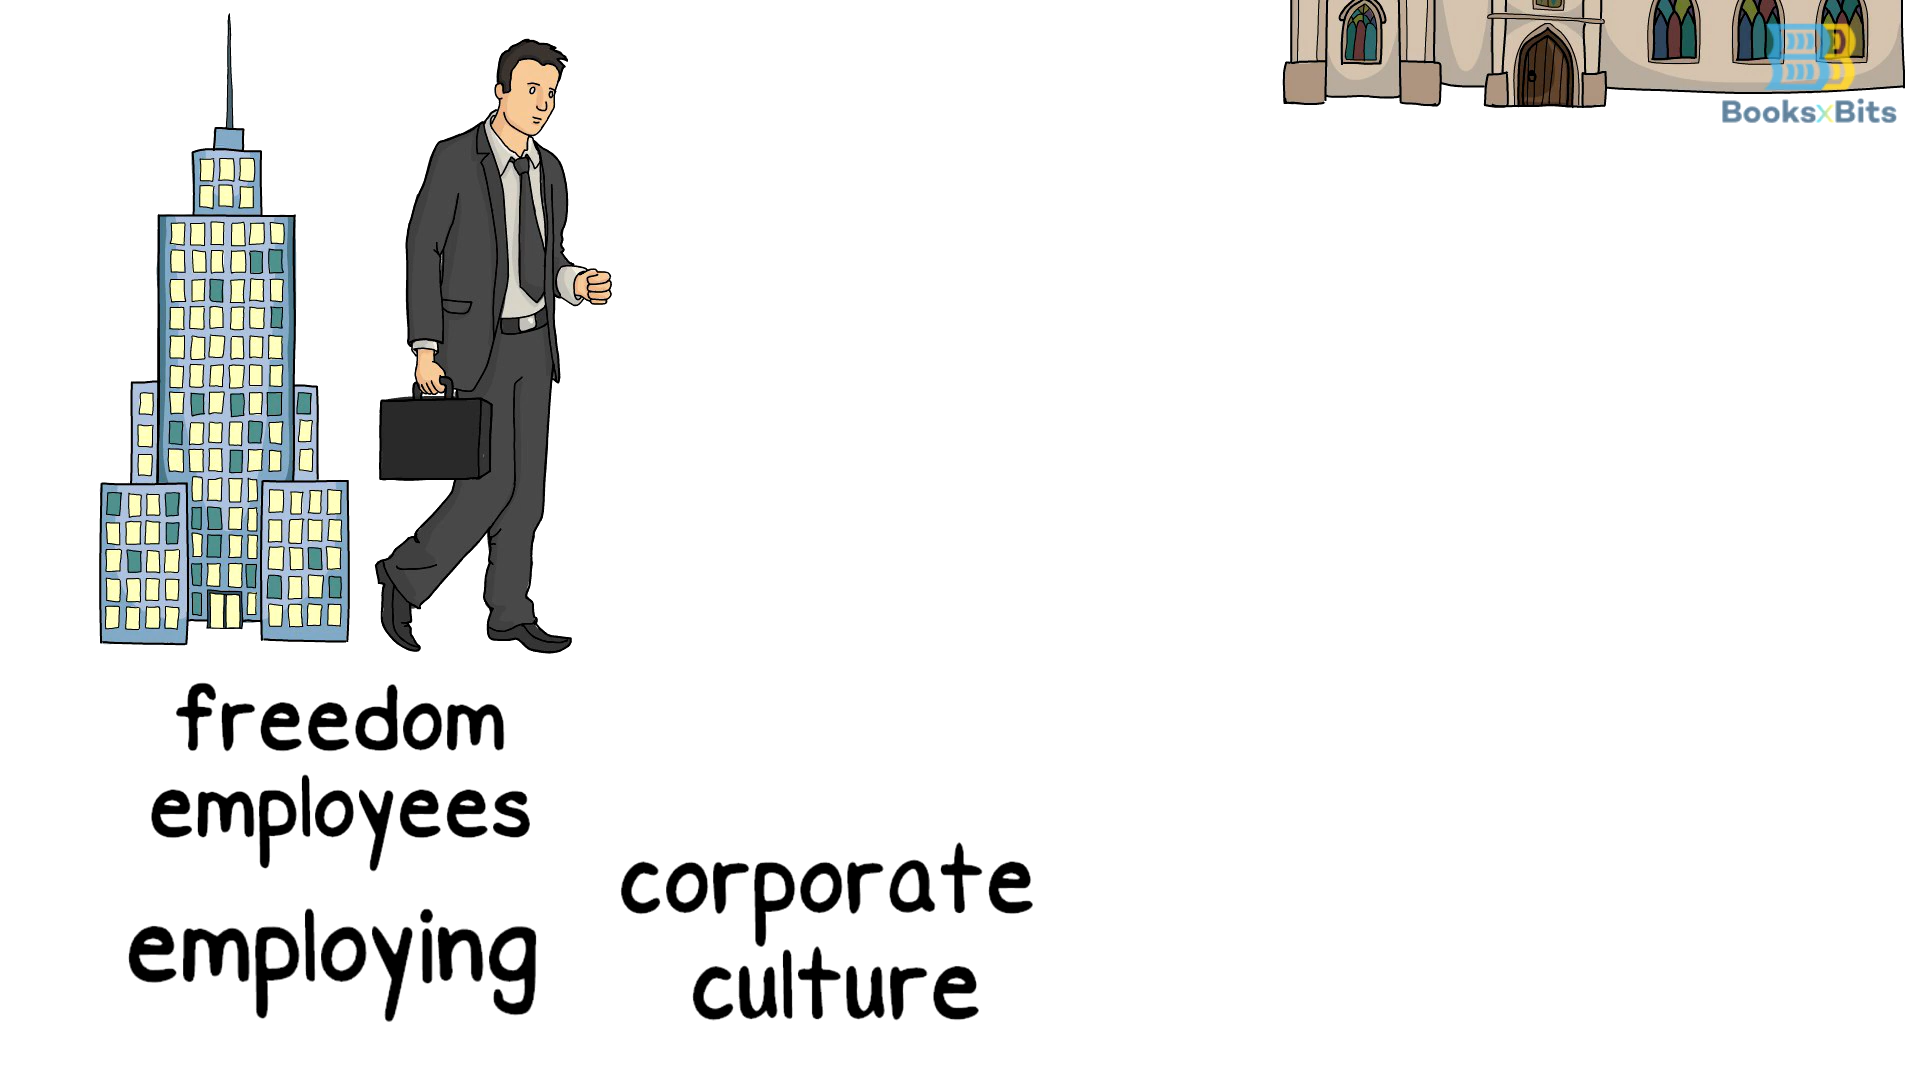 BooksxBits
freedom
employees
employing
corporate
culture